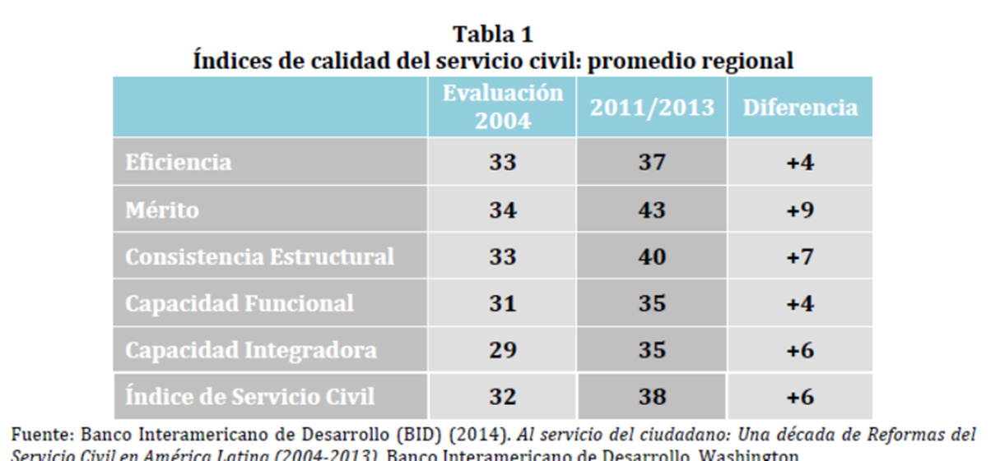 Tabla 1
Índices de calidad del servicio civil: promedio regional
Evaluación 2004 2011/2013 Diferencia
Eficiencia 33 37 +4
Mérito 34 43 +9
Consistencia Estructural 33 40 +7
Capacidad Funcional 31 35 +4
Capacidad Integradora 29 35 +6
Índice de Servicio Civil 32 38 +6
Fuente: Banco Interamericano de Desarrollo (BID) (2014). Al servicio del ciudadano: Una década de Reformas del
Servicio Civil en América Latina (2004-2013). Banco Interamericano de Desarrollo, Washington